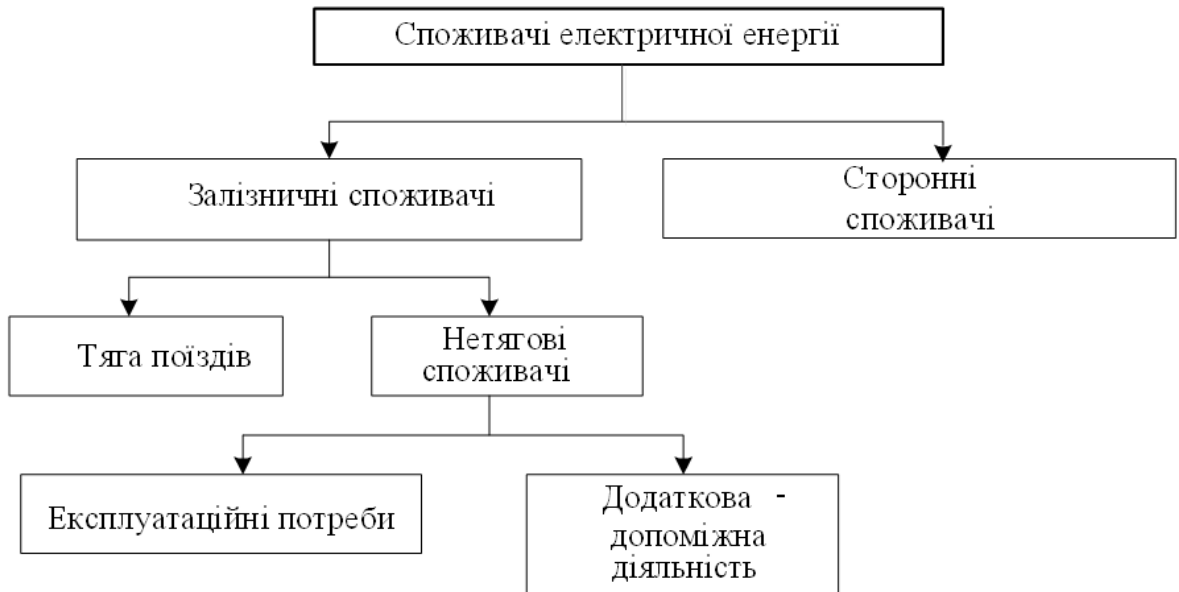 Споживачі електричної енергії
Залізничні споживачі
Сторонні
споживачі
Тяга поїздів
Нетягові
споживачі
Експлуатаційні потреби
Додаткова -
допоміжна
діяльність